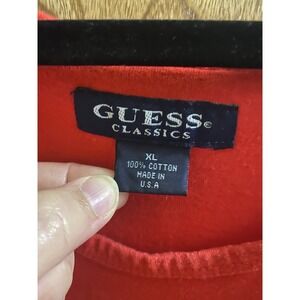 GUESS
CLASSICS
XL
100% COTTON
MADE IN
U.S.A